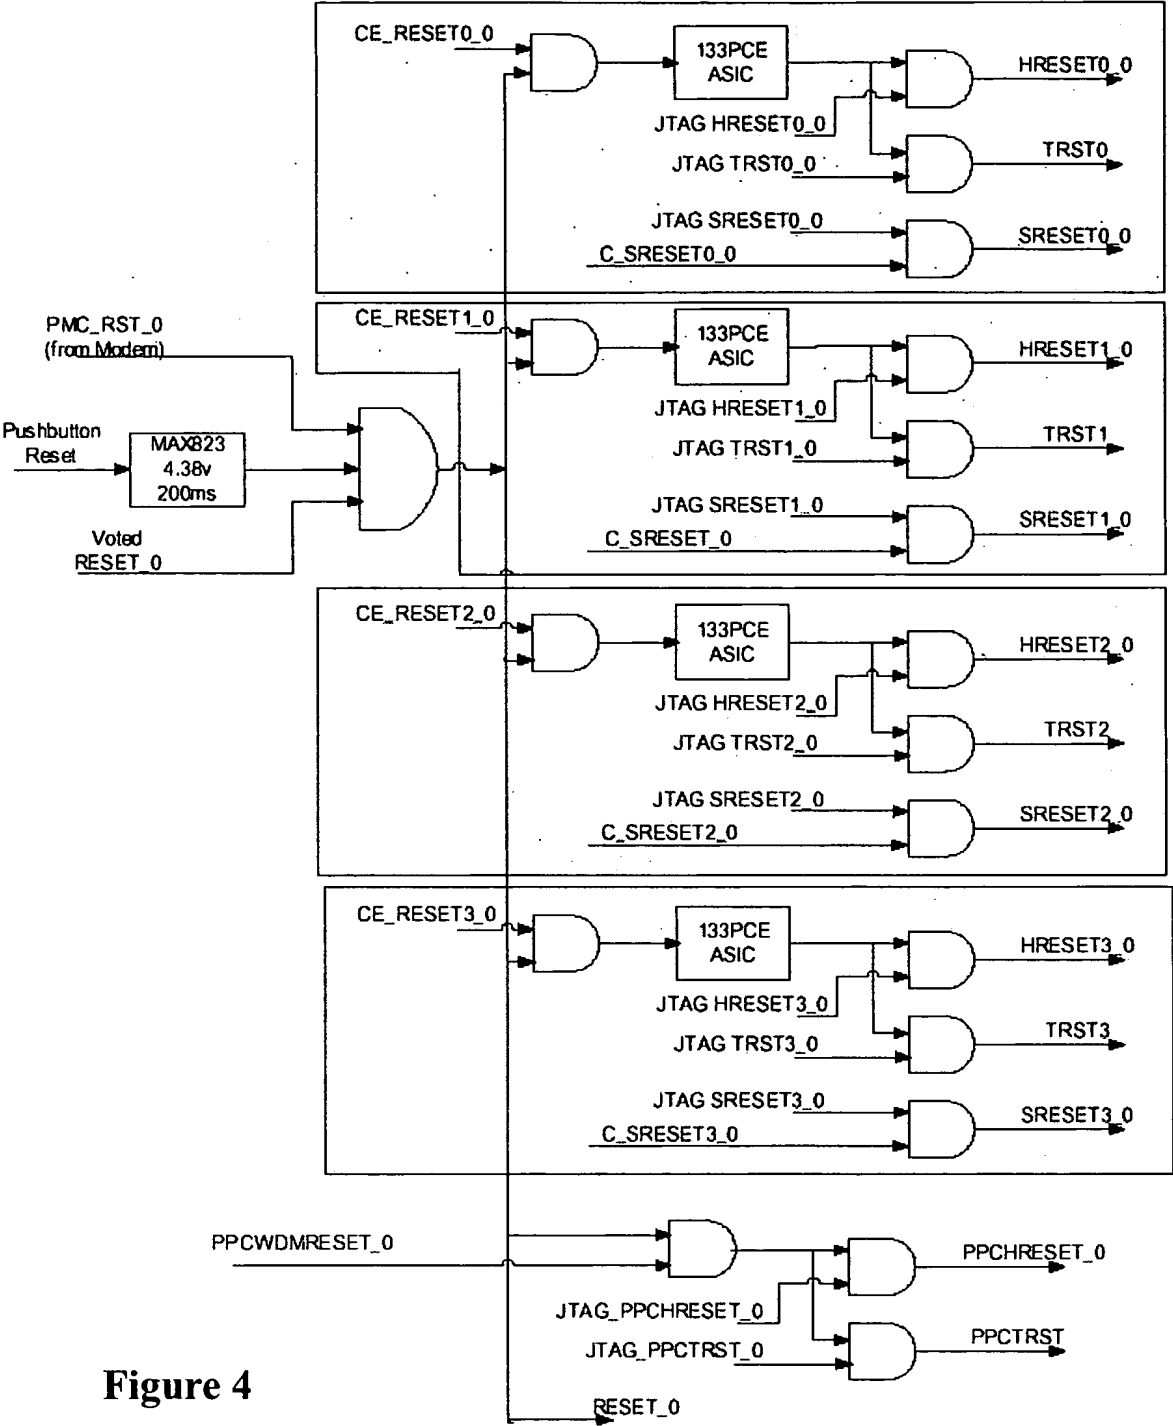 CE_RESET0_0
133PCE
ASIC
HRESET0_0
JTAG HRESET0_0
JTAG TRST0_0
TRST0
JTAG SRESET0_0
C_SRESET0_0
SRESET0_0
PMC_RST_0
(from Modem)
Pushbutton
Reset
MAX823
4.38v
200ms
Voted
RESET_0
CE_RESET1_0
133PCE
ASIC
HRESET1_0
JTAG HRESET1_0
JTAG TRST1_0
TRST1
JTAG SRESET1_0
C_SRESET_0
SRESET1_0
CE_RESET2_0
133PCE
ASIC
HRESET2_0
JTAG HRESET2_0
JTAG TRST2_0
TRST2
JTAG SRESET2_0
C_SRESET2_0
SRESET2_0
CE_RESET3_0
133PCE
ASIC
HRESET3_0
JTAG HRESET3_0
JTAG TRST3_0
TRST3
JTAG SRESET3_0
C_SRESET3_0
SRESET3_0
PPCWDMRESET_0
PPCHRESET_0
JTAG_PPCHRESET_0
JTAG_PPCTRST_0
PPCTRST
RESET_0
Figure 4